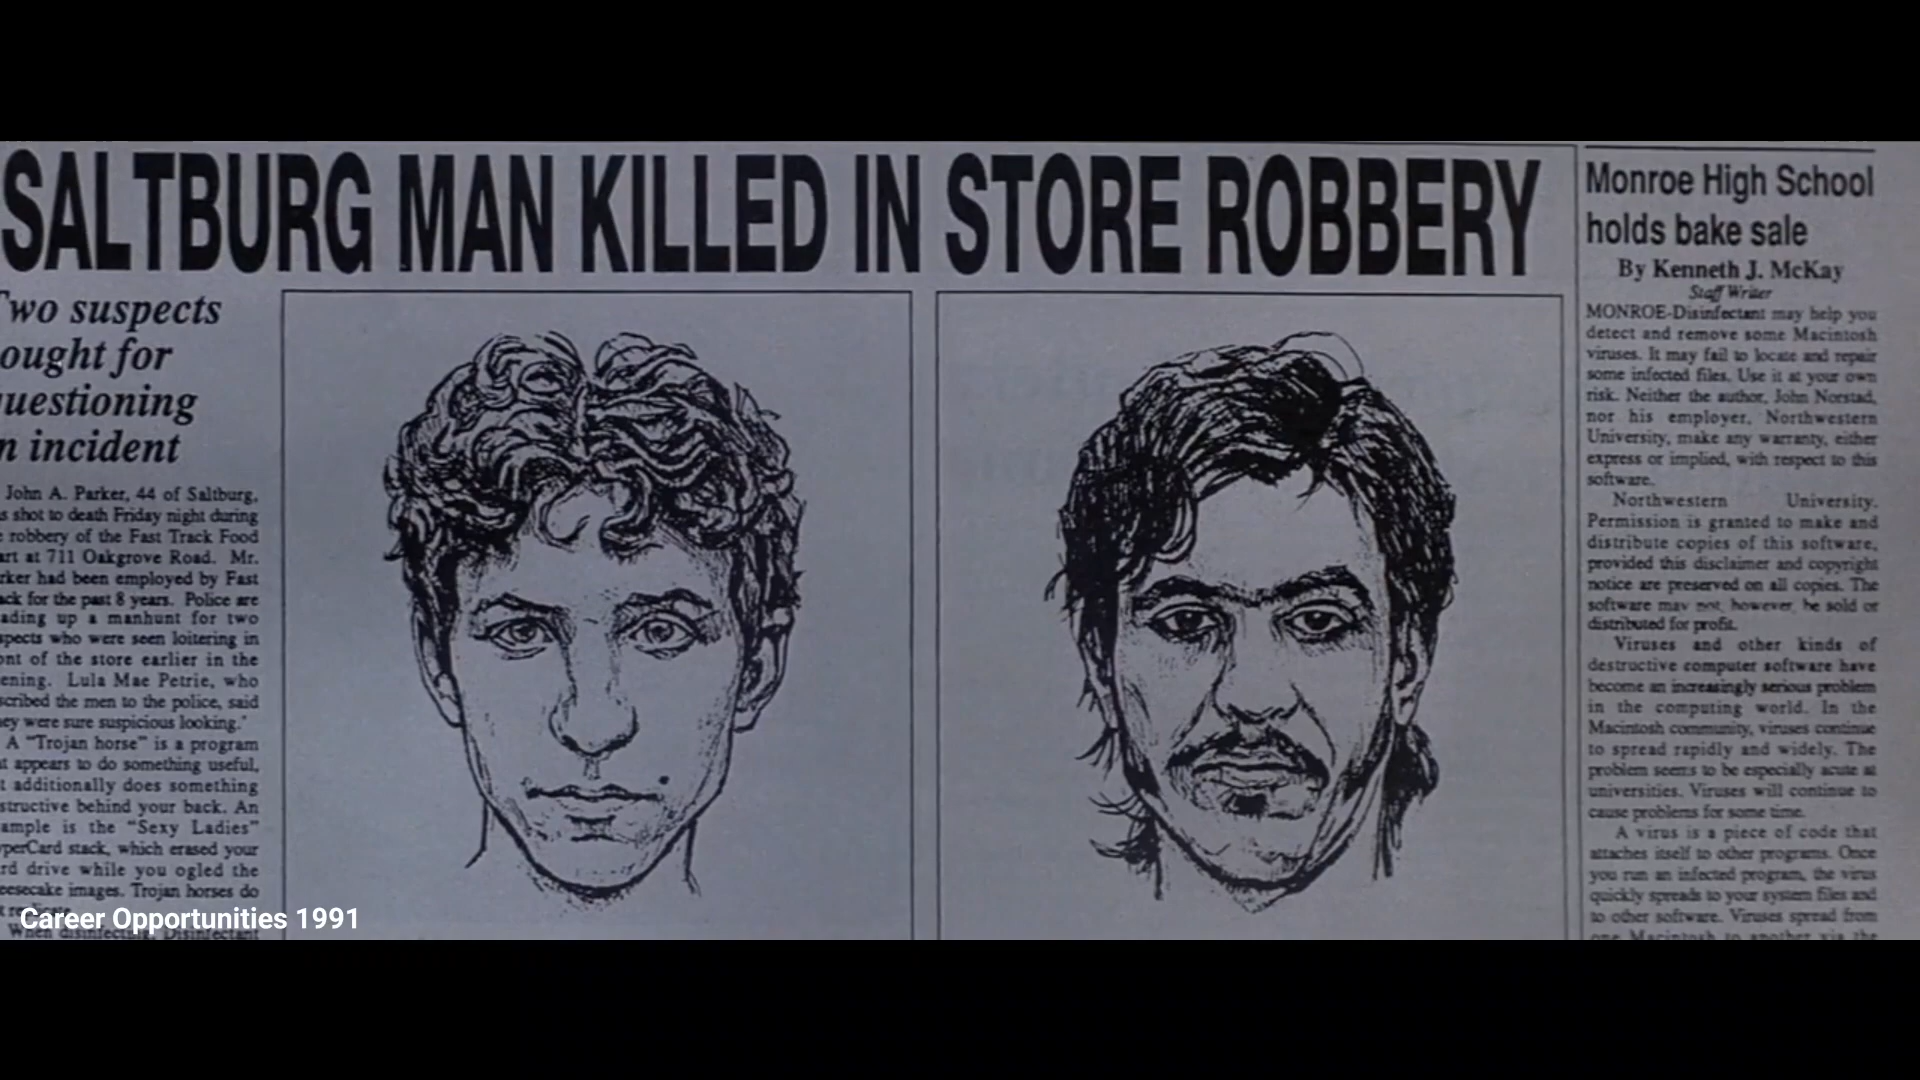 SALTBURG MAN KILLED IN STORE ROBBERY
Two suspects
ought for
uestioning
n incident
John A. Parker, 44 of Saltburg,
s shot to death Friday night during
e robbery of the Fast Track Food
art at 711 Oakgrove Road. Mr.
rker had been employed by Fast
ack for the past 8 years. Police are
ading up a manhunt for two
spects who were seen loitering in
ont of the store earlier in the
ening. Lula Mae Petrie, who
scribed the men to the police, said
ey were sure suspicious looking."
A "Trojan horse" is a program
t appears to do something useful,
t additionally does something
structive behind your back. An
ample is the "Sexy Ladies"
perCard stack, which erased your
rd drive while you ogled the
eesecake images. Trojan horses do
When disinfecting, Disinfectant
Monroe High School
holds bake sale
By Kenneth J. McKay
Staff Writer
MONROE-Disinfectant may help you
detect and remove some Macintosh
viruses. It may fail to locate and repair
some infected files. Use it at your own
risk. Neither the author, John Norstad,
nor his employer, Northwestern
University, make any warranty, either
express or implied, with respect to this
software.
Northwestern University.
Permission is granted to make and
distribute copies of this software,
provided this disclaimer and copyright
notice are preserved on all copies. The
software may not, however, be sold or
distributed for profit.
Viruses and other kinds of
destructive computer software have
become an increasingly serious problem
in the computing world. In the
Macintosh community, viruses continue
to spread rapidly and widely. The
problem seems to be especially acute at
universities. Viruses will continue to
cause problems for some time.
A virus is a piece of code that
attaches itself to other programs. Once
you run an infected program, the virus
quickly spreads to your system files and
to other software. Viruses spread from
one Macintosh to another via the
Career Opportunities 1991